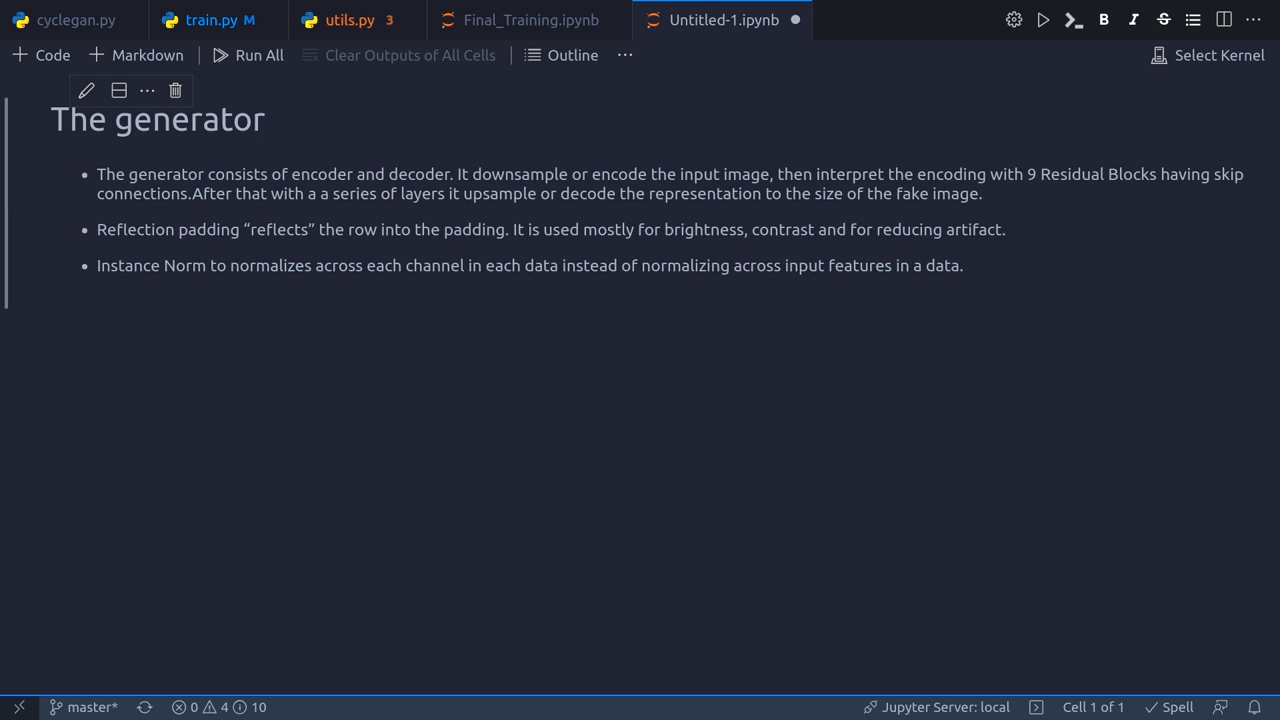 cyclegan.py train.py M utils.py 3 Final_Training.ipynb Untitled-1.ipynb
Code Markdown Run All Clear Outputs of All Cells Outline Select Kernel
The generator
• The generator consists of encoder and decoder. It downsample or encode the input image, then interpret the encoding with 9 Residual Blocks having skip
connections.After that with a a series of layers it upsample or decode the representation to the size of the fake image.
• Reflection padding “reflects” the row into the padding. It is used mostly for brightness, contrast and for reducing artifact.
• Instance Norm to normalizes across each channel in each data instead of normalizing across input features in a data.
master* 0 4 10 Jupyter Server: local Cell 1 of 1 Spell